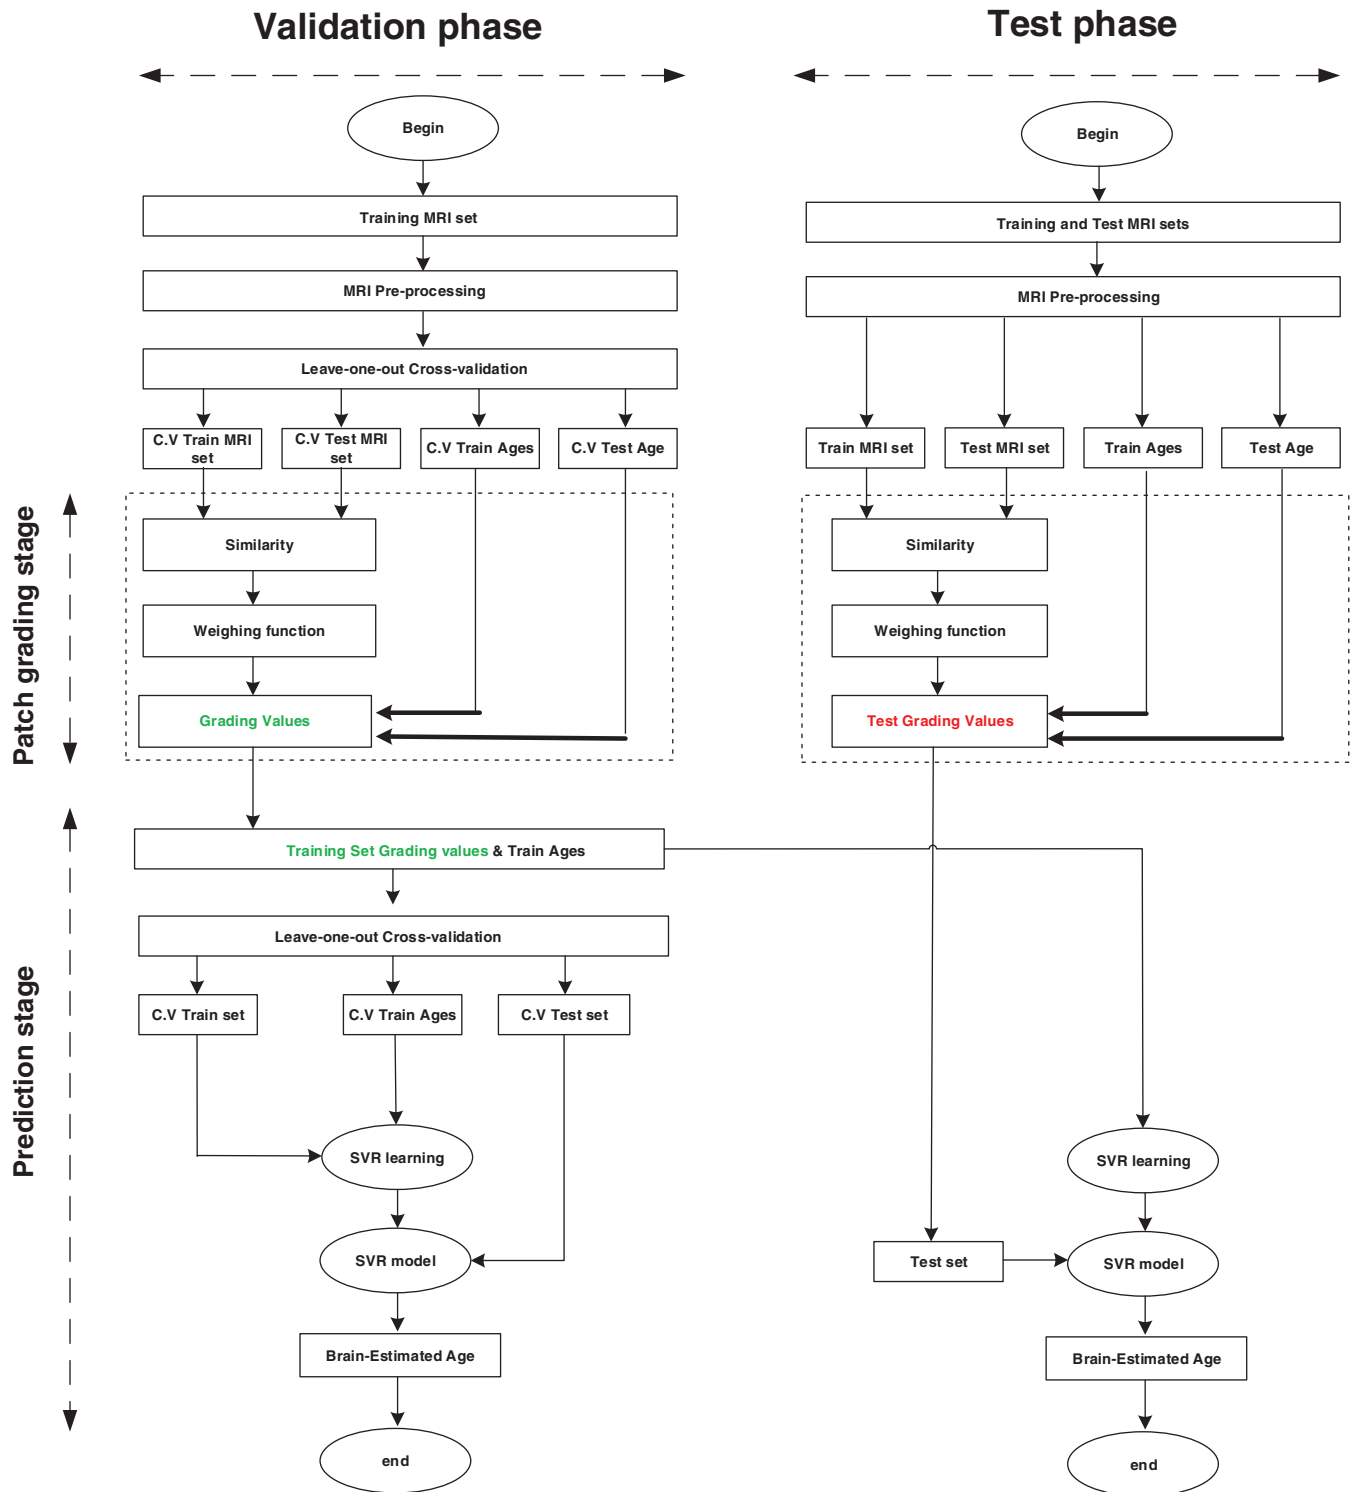 Validation phase
Test phase
Begin
Training MRI set
MRI Pre-processing
Leave-one-out Cross-validation
C.V Train MRI
set
C.V Test MRI
set
C.V Train Ages
C.V Test Age
Patch grading stage
Similarity
Weighing function
Grading Values
Prediction stage
Training Set Grading values & Train Ages
Leave-one-out Cross-validation
C.V Train set
C.V Train Ages
C.V Test set
SVR learning
SVR model
Brain-Estimated Age
end
Begin
Training and Test MRI sets
MRI Pre-processing
Train MRI set
Test MRI set
Train Ages
Test Age
Similarity
Weighing function
Test Grading Values
SVR learning
Test set
SVR model
Brain-Estimated Age
end